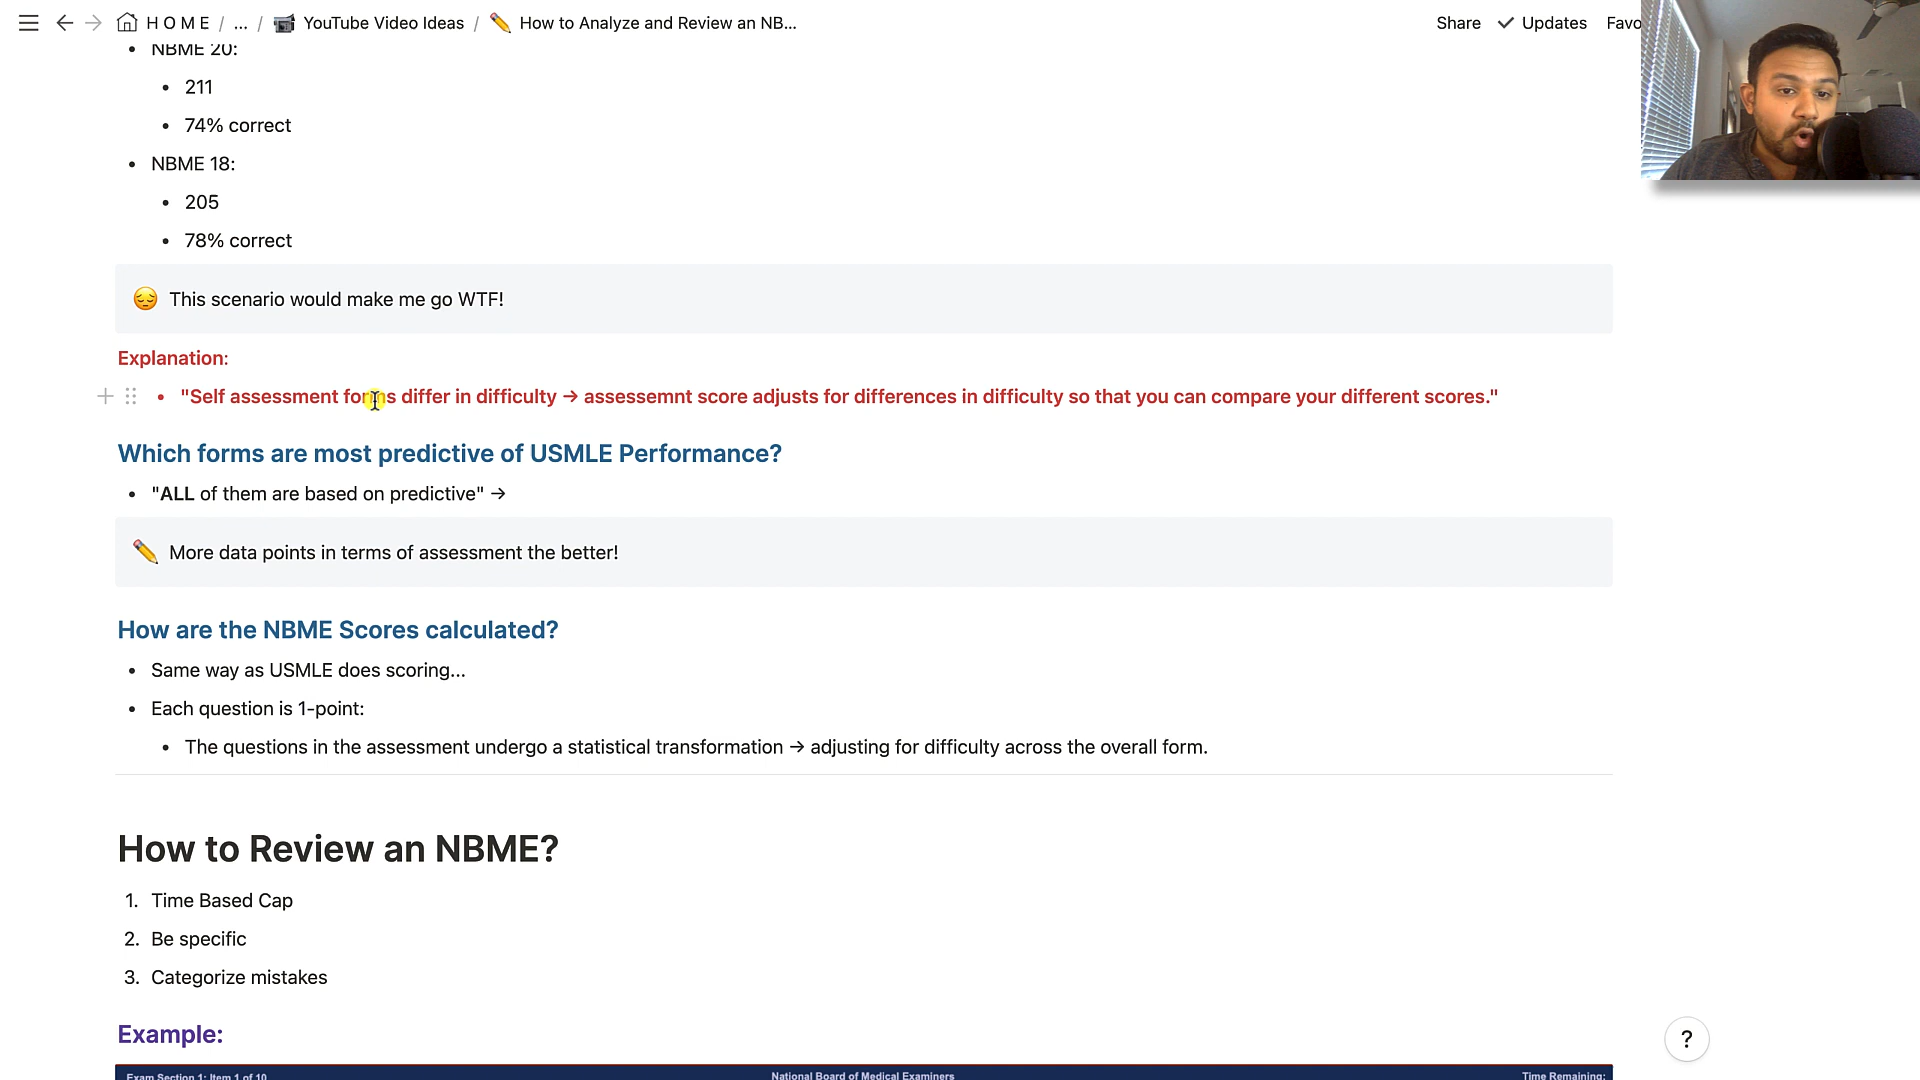 H O M E / ... / YouTube Video Ideas / How to Analyze and Review an NB... Share Updates Favo
NBME 20:
211
74% correct
NBME 18:
205
78% correct
This scenario would make me go WTF!
Explanation:
"Self assessment forms differ in difficulty → assessemnt score adjusts for differences in difficulty so that you can compare your different scores."
Which forms are most predictive of USMLE Performance?
"ALL of them are based on predictive" →
More data points in terms of assessment the better!
How are the NBME Scores calculated?
Same way as USMLE does scoring...
Each question is 1-point:
The questions in the assessment undergo a statistical transformation → adjusting for difficulty across the overall form.
How to Review an NBME?
1. Time Based Cap
2. Be specific
3. Categorize mistakes
Example:
?
Exam Section 1: Item 1 of 10 National Board of Medical Examiners Time Remaining: